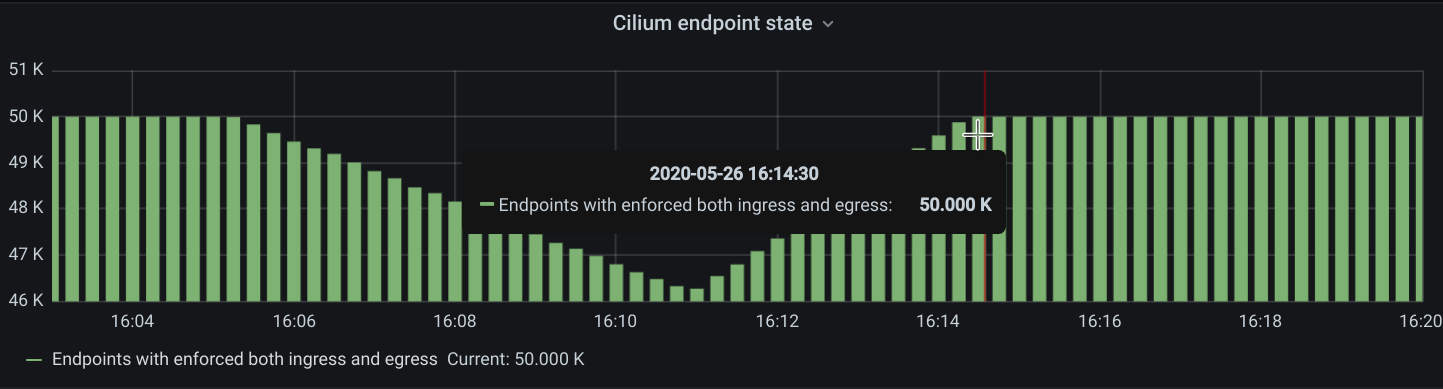 Cilium endpoint state
51 K
50 K
49 K
48 K
47 K
46 K
2020-05-26 16:14:30
Endpoints with enforced both ingress and egress: 50.000 K
16:04 16:06 16:08 16:10 16:12 16:14 16:16 16:18 16:20
Endpoints with enforced both ingress and egress Current: 50.000 K